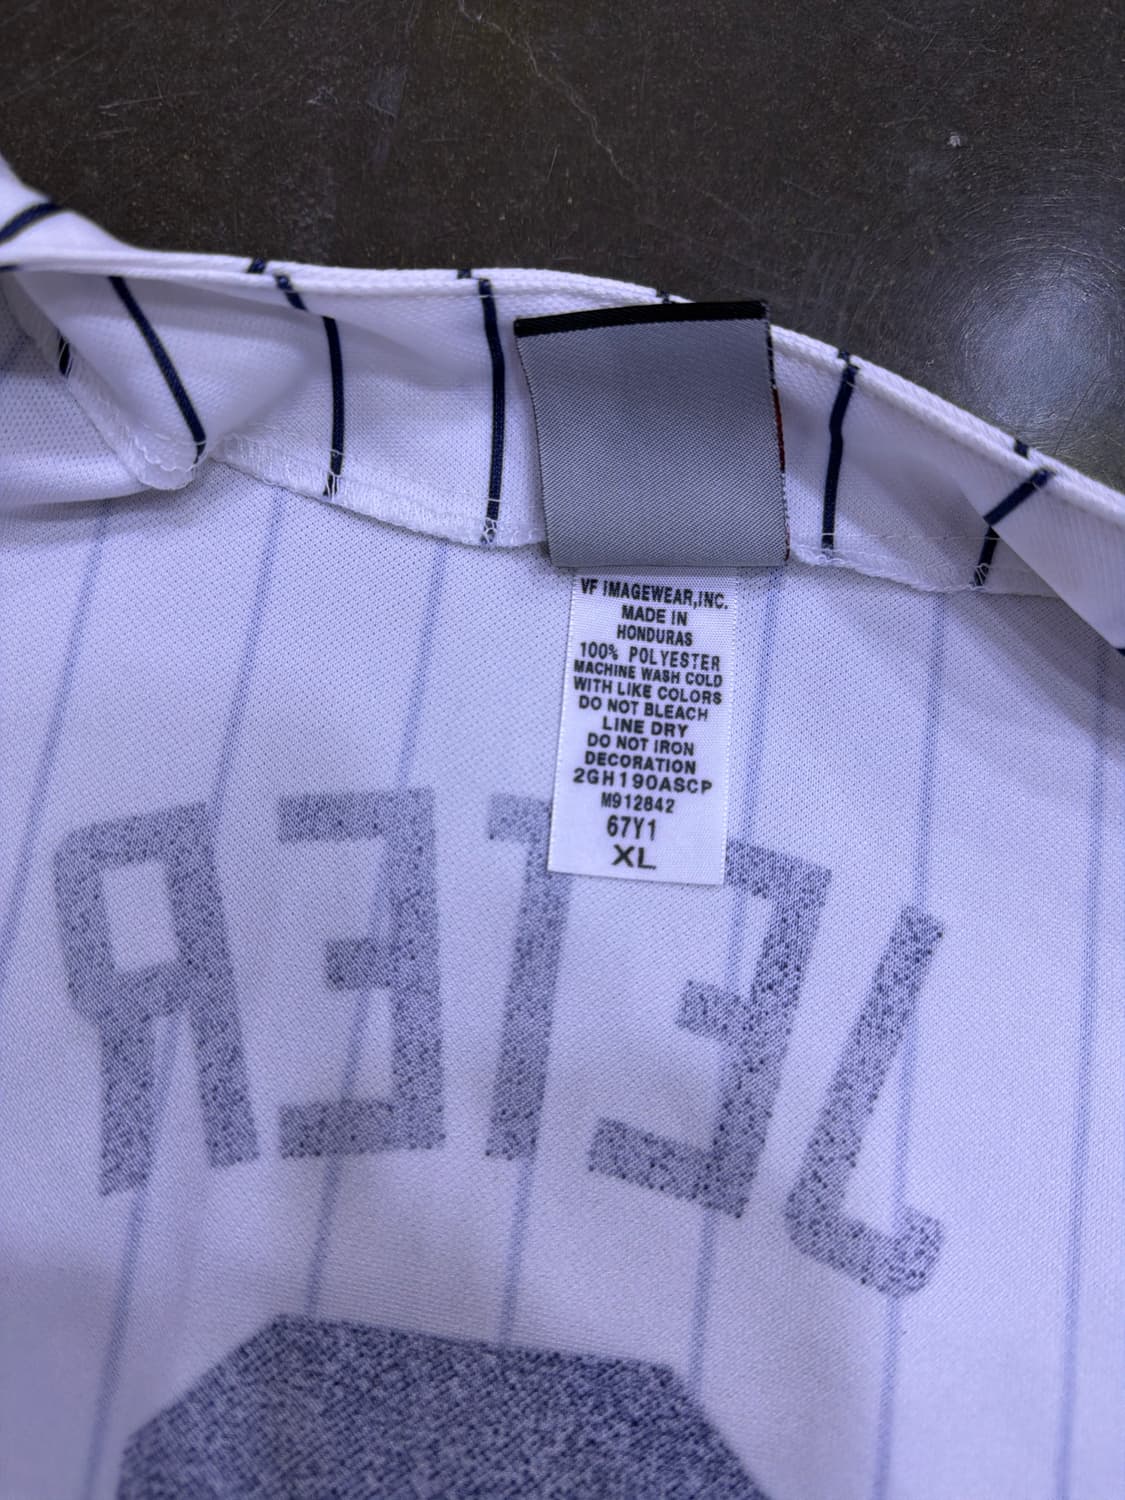 VF IMAGEWEAR,INC.
MADE IN
HONDURAS
100% POLYESTER
MACHINE WASH COLD
WITH LIKE COLORS
DO NOT BLEACH
LINE DRY
DO NOT IRON
DECORATION
2GH190ASCP
M912842
67Y1
XL
JETER